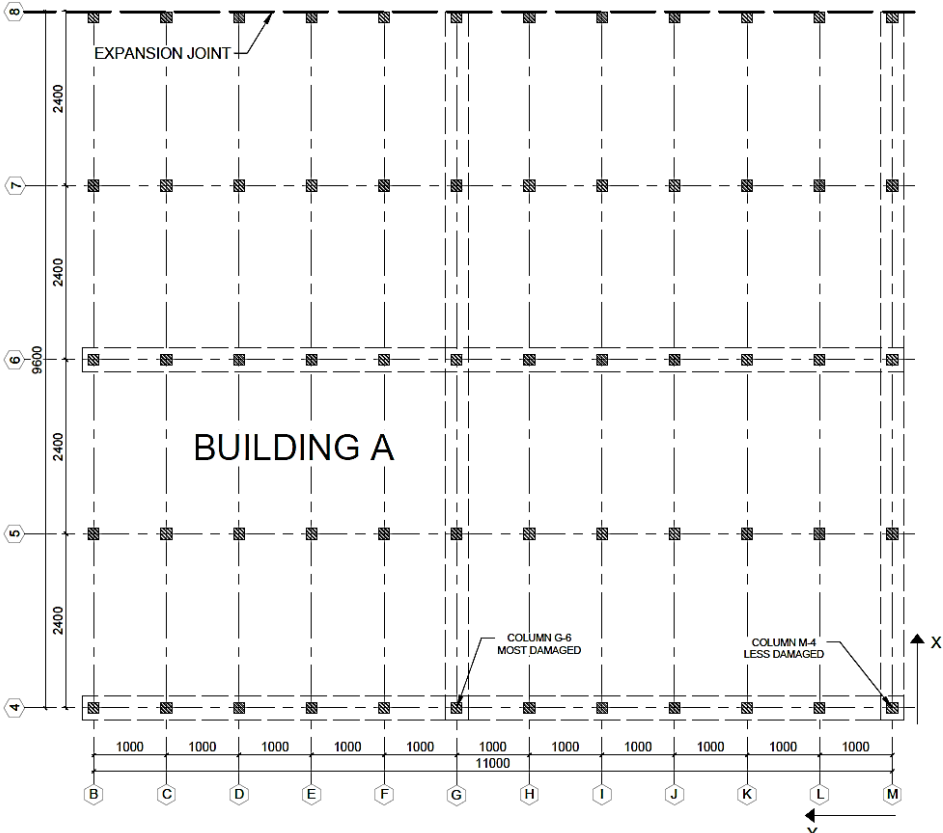 8
EXPANSION JOINT
2400
7
2400
6
9600
BUILDING A
2400
5
2400
COLUMN G-6
MOST DAMAGED
COLUMN M-4
LESS DAMAGED
X
4
1000 1000 1000 1000 1000 1000 1000 1000 1000 1000 1000
11000
B C D E F G H I J K L M
Y